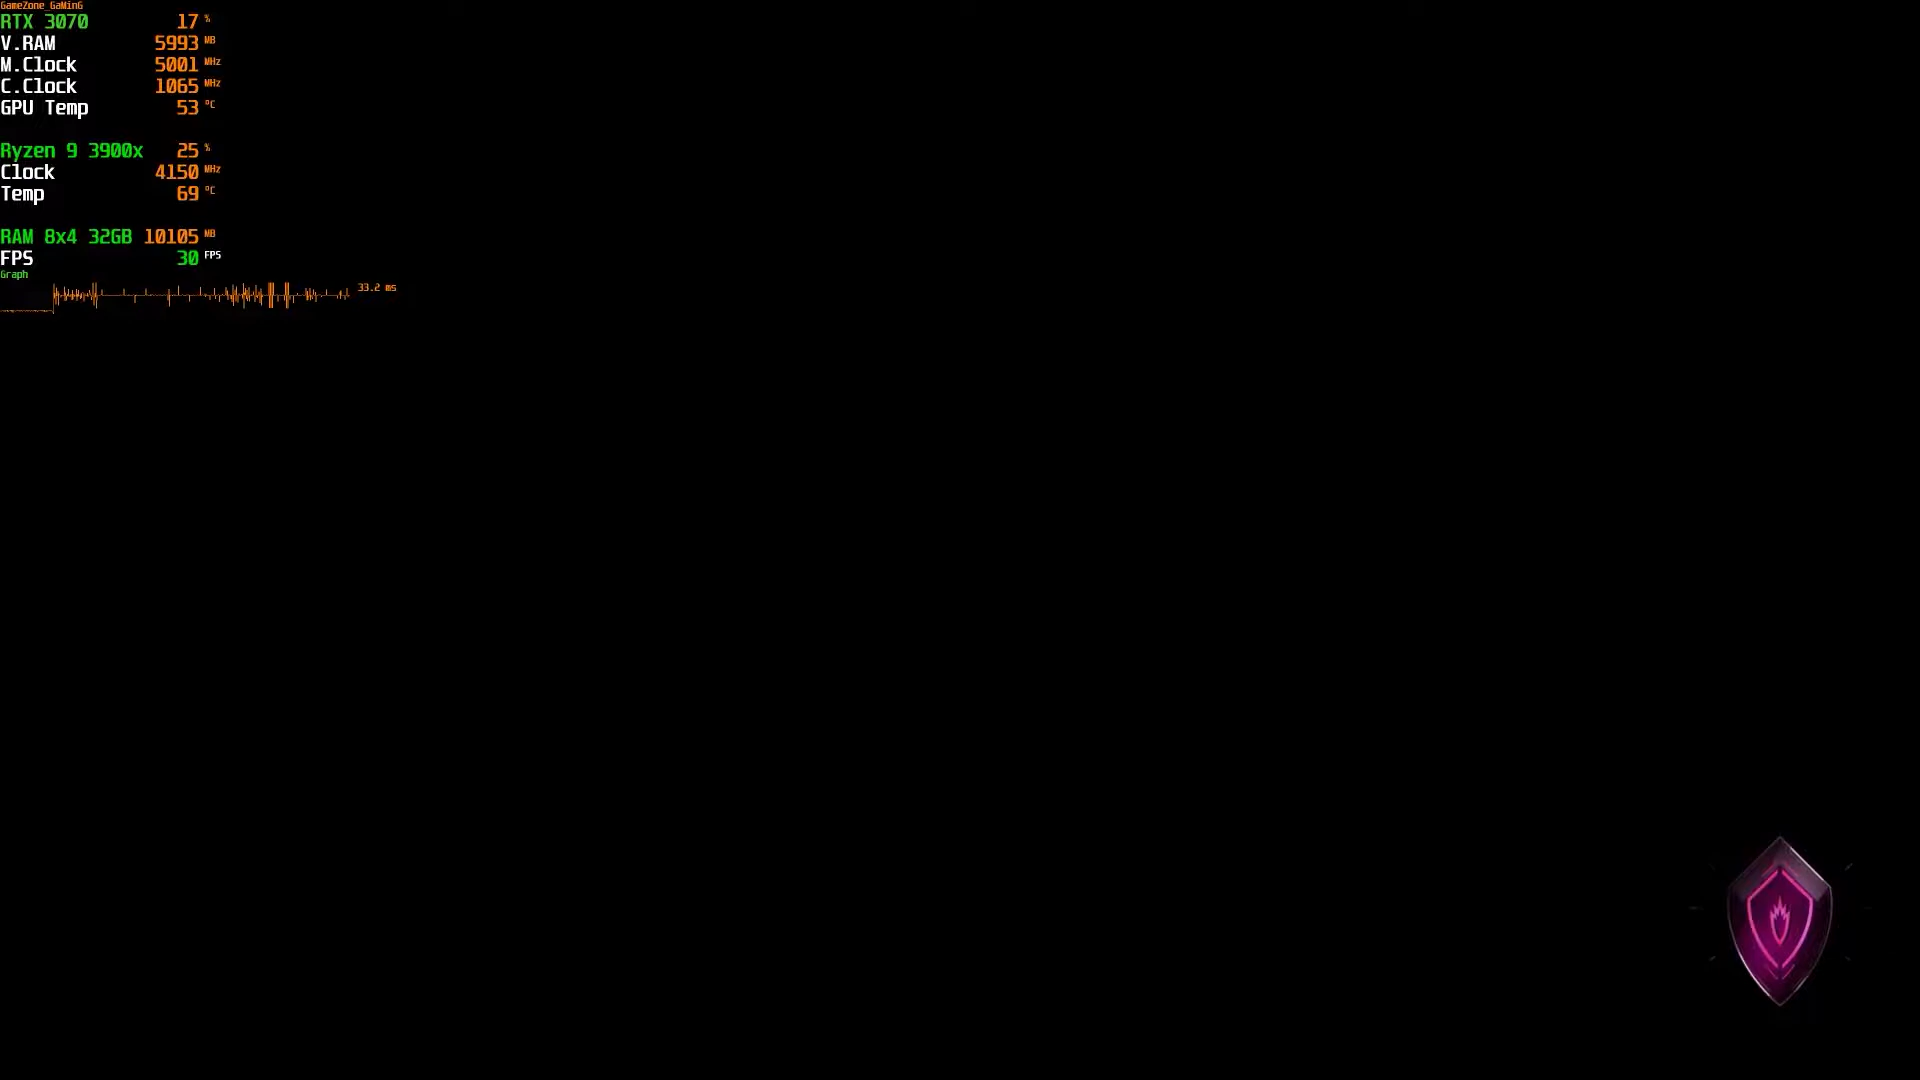 GameZone_GaMinG
RTX 3070 17 %
V.RAM 5993 MB
M.Clock 5001 MHz
C.Clock 1065 MHz
GPU Temp 53 °C
Ryzen 9 3900x 25 %
Clock 4150 MHz
Temp 69 °C
RAM 8x4 32GB 10105 MB
FPS 30 FPS
Graph
33.2 ms